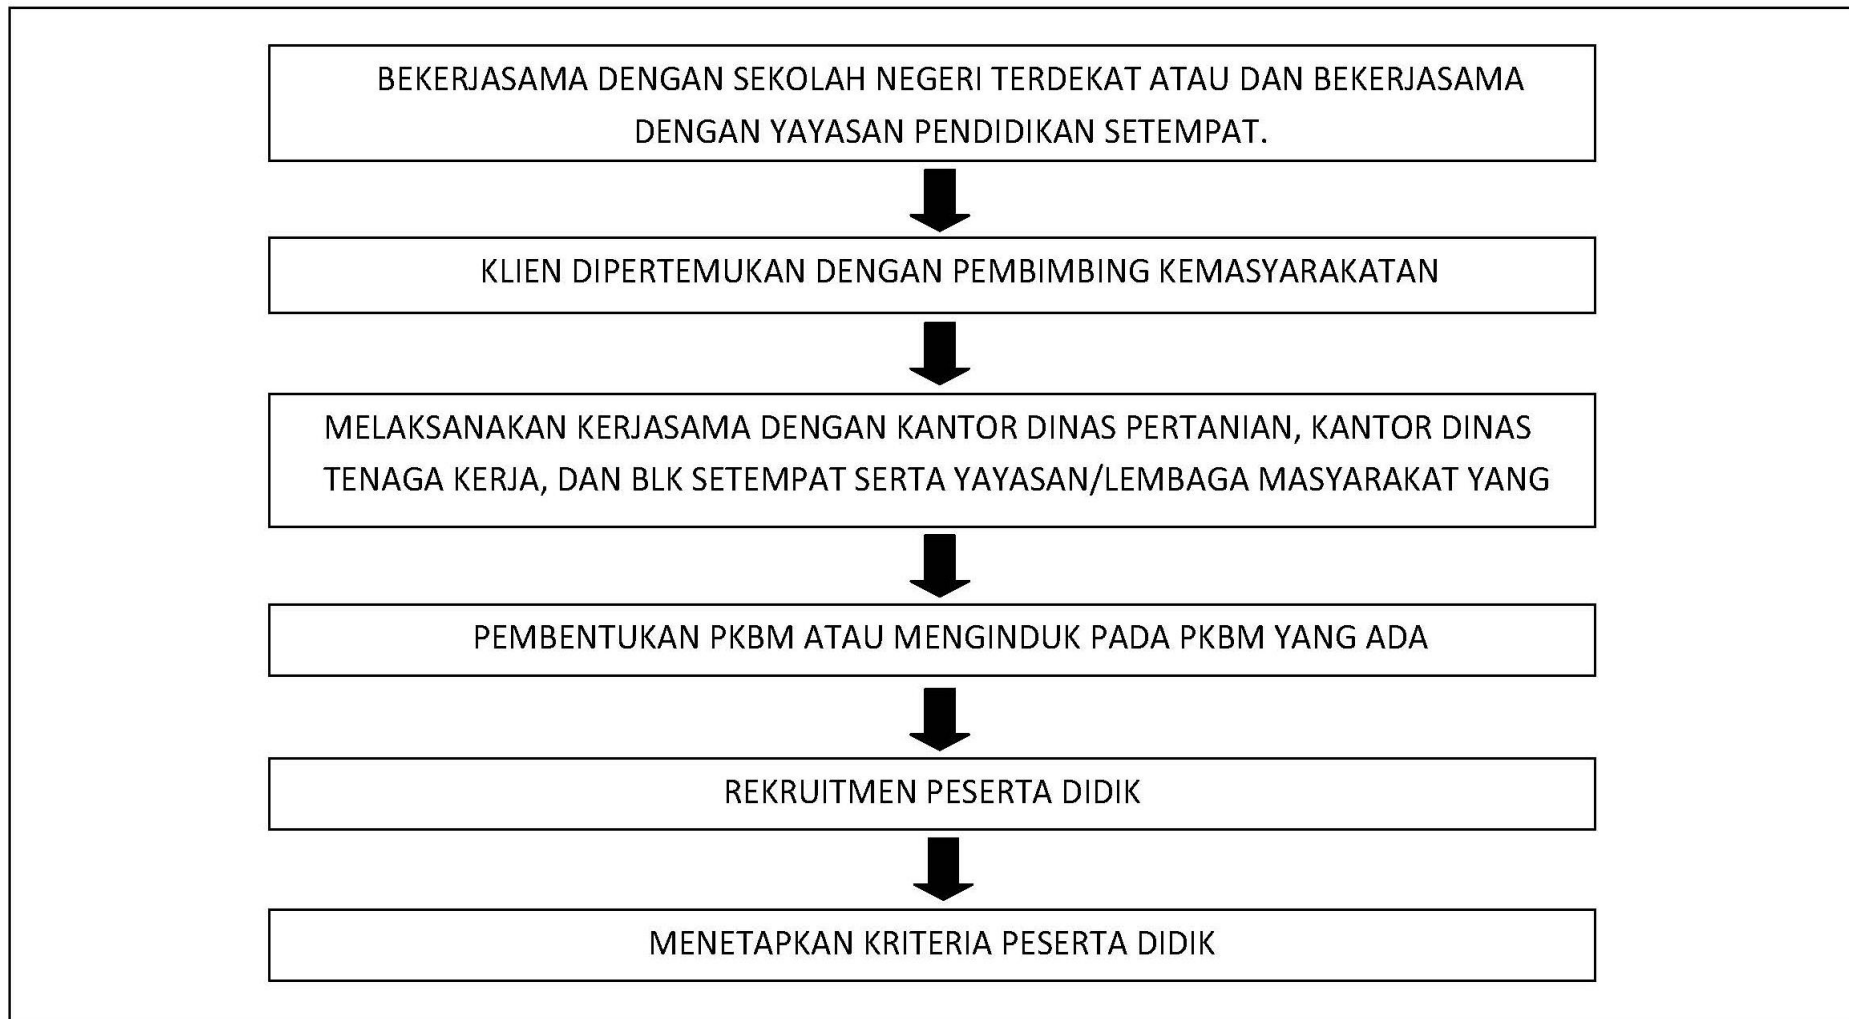 BEKERJASAMA DENGAN SEKOLAH NEGERI TERDEKAT ATAU DAN BEKERJASAMA
DENGAN YAYASAN PENDIDIKAN SETEMPAT.
KLIEN DIPERTEMUKAN DENGAN PEMBIMBING KEMASYARAKATAN
MELAKSANAKAN KERJASAMA DENGAN KANTOR DINAS PERTANIAN, KANTOR DINAS
TENAGA KERJA, DAN BLK SETEMPAT SERTA YAYASAN/LEMBAGA MASYARAKAT YANG
PEMBENTUKAN PKBM ATAU MENGINDUK PADA PKBM YANG ADA
REKRUITMEN PESERTA DIDIK
MENETAPKAN KRITERIA PESERTA DIDIK